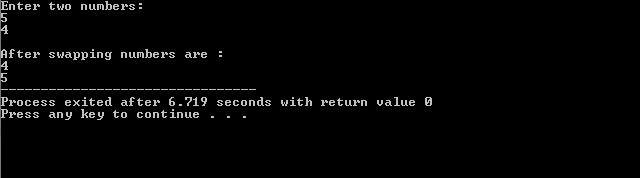 Enter two numbers:
5
4
After swapping numbers are :
4
5
--------------------------------
Process exited after 6.719 seconds with return value 0
Press any key to continue . . .